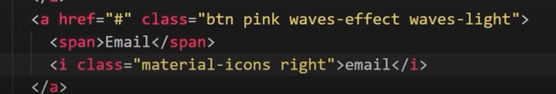 </a>
<a href="#" class="btn pink waves-effect waves-light">
<span>Email</span>
<i class="material-icons right">email</i>
</a>